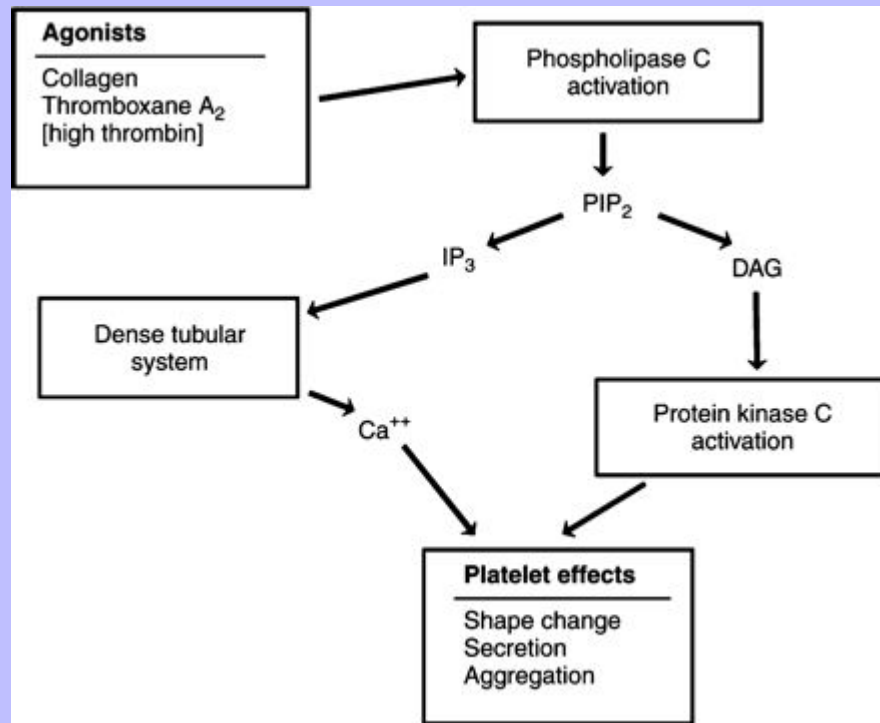 Agonists
Collagen
Thromboxane A₂
[high thrombin]
Phospholipase C
activation
PIP₂
IP₃
DAG
Dense tubular
system
Ca⁺⁺
Protein kinase C
activation
Platelet effects
Shape change
Secretion
Aggregation